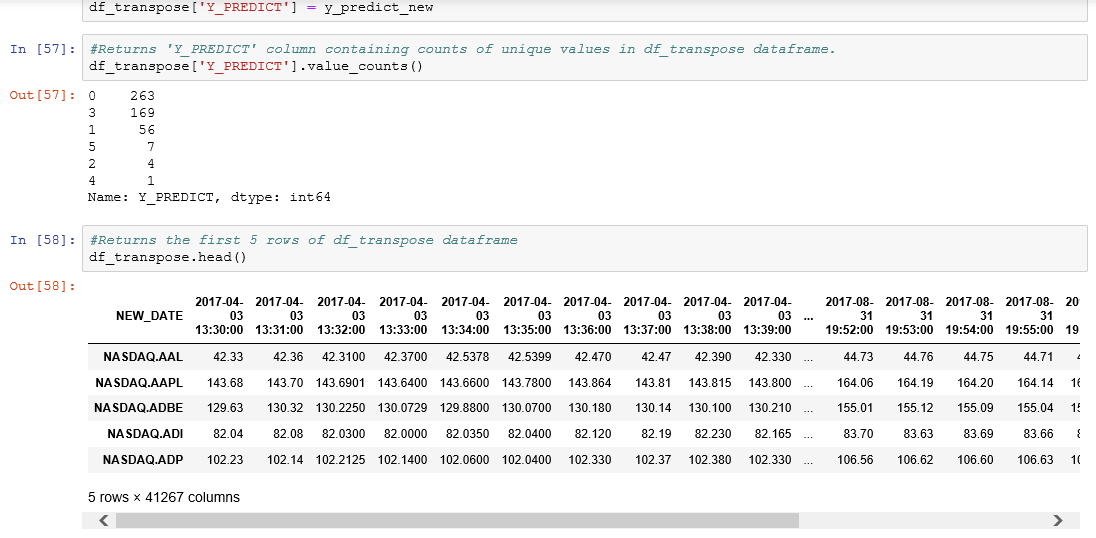 df_transpose['Y_PREDICT'] = y_predict_new
In [57]: #Returns 'Y_PREDICT' column containing counts of unique values in df_transpose dataframe.
df_transpose['Y_PREDICT'].value_counts()
Out[57]: 0 263
3 169
1 56
5 7
2 4
4 1
Name: Y_PREDICT, dtype: int64
In [58]: #Returns the first 5 rows of df_transpose dataframe
df_transpose.head()
Out[58]:
2017-04- 2017-04- 2017-04- 2017-04- 2017-04- 2017-04- 2017-04- 2017-04- 2017-04- 2017-04- 2017-08- 2017-08- 2017-08- 2017-08- 20
NEW_DATE 03 03 03 03 03 03 03 03 03 03 ... 31 31 31 31
13:30:00 13:31:00 13:32:00 13:33:00 13:34:00 13:35:00 13:36:00 13:37:00 13:38:00 13:39:00 19:52:00 19:53:00 19:54:00 19:55:00 19
NASDAQ.AAL 42.33 42.36 42.3100 42.3700 42.5378 42.5399 42.470 42.47 42.390 42.330 ... 44.73 44.76 44.75 44.71
NASDAQ.AAPL 143.68 143.70 143.6901 143.6400 143.6600 143.7800 143.864 143.81 143.815 143.800 ... 164.06 164.19 164.20 164.14 16
NASDAQ.ADBE 129.63 130.32 130.2250 130.0729 129.8800 130.0700 130.180 130.14 130.100 130.210 ... 155.01 155.12 155.09 155.04 15
NASDAQ.ADI 82.04 82.08 82.0300 82.0000 82.0350 82.0400 82.120 82.19 82.230 82.165 ... 83.70 83.63 83.69 83.66
NASDAQ.ADP 102.23 102.14 102.2125 102.1400 102.0600 102.0400 102.330 102.37 102.380 102.330 ... 106.56 106.62 106.60 106.63 10
5 rows × 41267 columns